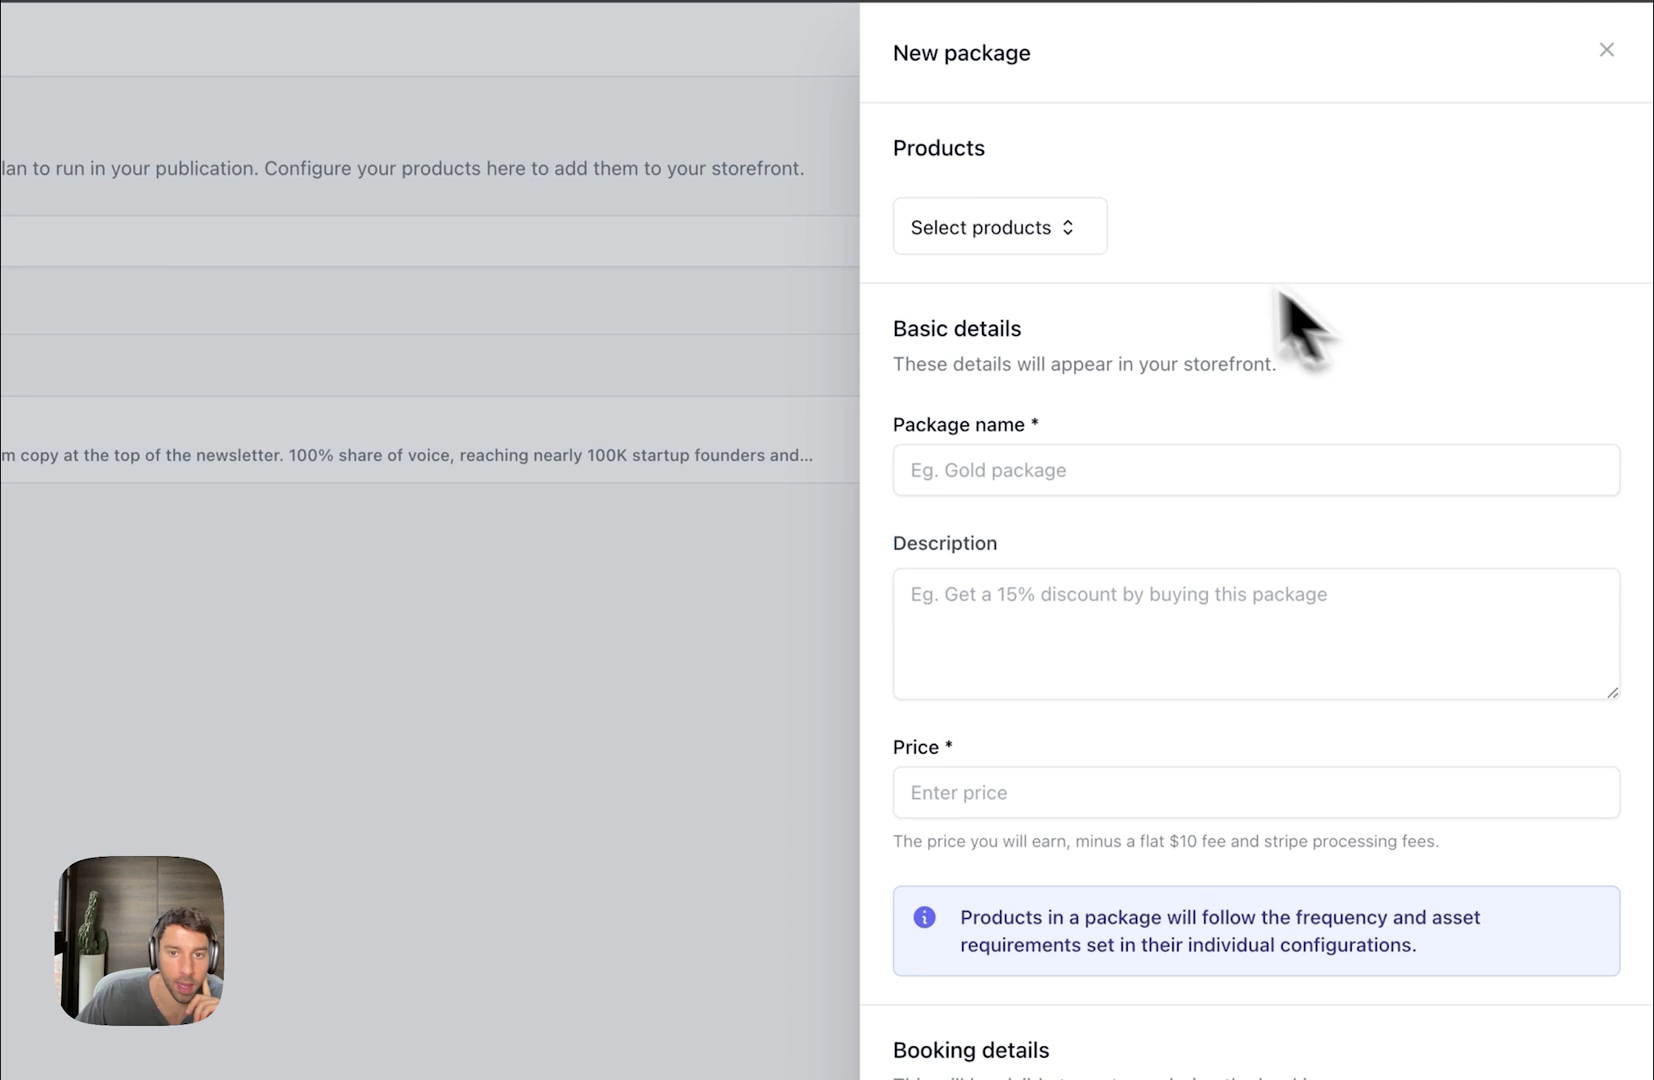 New package
Products
lan to run in your publication. Configure your products here to add them to your storefront.
Select products
Basic details
These details will appear in your storefront.
Package name *
m copy at the top of the newsletter. 100% share of voice, reaching nearly 100K startup founders and...
Eg. Gold package
Description
Eg. Get a 15% discount by buying this package
Price *
Enter price
The price you will earn, minus a flat $10 fee and stripe processing fees.
Products in a package will follow the frequency and asset
requirements set in their individual configurations.
Booking details